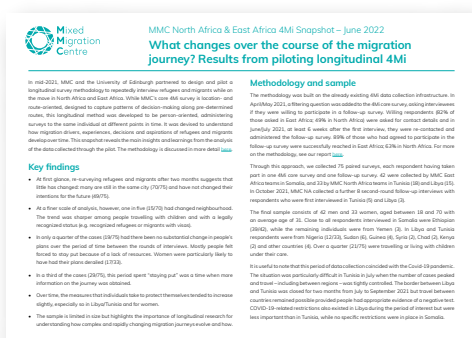 Mixed
Migration
Centre
MMC North Africa & East Africa 4Mi Snapshot – June 2022
What changes over the course of the migration
journey? Results from piloting longitudinal 4Mi
In mid-2021, MMC and the University of Edinburgh partnered to design and pilot a
longitudinal survey methodology to repeatedly interview refugees and migrants while on
the move in North Africa and East Africa. While MMC's core 4Mi survey is location- and
route-oriented, designed to capture patterns of decision-making along pre-determined
routes, this longitudinal method was developed to be person-oriented, administering
surveys to the same individual at different points in time. It was devised to understand
how migration drivers, experiences, decisions and aspirations of refugees and migrants
develop over time. This snapshot reveals the main insights and learnings from the analysis
of the data collected through the pilot. The methodology is discussed in more detail here.
Key findings
• At first glance, re-surveying refugees and migrants after two months suggests that
little has changed: many are still in the same city (70/75) and have not changed their
intentions for the future (49/75).
• At a finer scale of analysis, however, one in five (15/70) had changed neighbourhood.
The trend was sharper among people travelling with children and with a legally
recognized status (e.g. recognized refugees or migrants with visas).
• In only a quarter of the cases (19/75) had there been no substantial change in people's
plans over the period of time between the rounds of interviews. Mostly people felt
forced to stay put because of a lack of resources. Women were particularly likely to
have had their plans derailed (17/33).
• In a third of the cases (29/75), this period spent "staying put" was a time when more
information on the journey was obtained.
• Over time, the measures that individuals take to protect themselves tended to increase
slightly, especially so in Libya/Tunisia and for women.
• The sample is limited in size but highlights the importance of longitudinal research for
understanding how complex and rapidly changing migration journeys evolve and how.
Methodology and sample
The methodology was built on the already existing 4Mi data collection infrastructure. In
April/May 2021, a filtering question was added to the 4Mi core survey, asking interviewees
if they were willing to participate in a follow-up survey. Willing respondents (82% of
those asked in East Africa; 49% in North Africa) were asked for contact details and in
June/July 2021, at least 6 weeks after the first interview, they were re-contacted and
administered the follow-up survey. 99% of those who had agreed to participate in the
follow-up survey were successfully reached in East Africa; 63% in North Africa. For more
on the methodology, see our report here.
Through this approach, we collected 75 paired surveys, each respondent having taken
part in one 4Mi core survey and one follow-up survey. 42 were collected by MMC East
Africa teams in Somalia, and 33 by MMC North Africa teams in Tunisia (18) and Libya (15).
In October 2021, MMC NA collected a further 8 second-round follow-up interviews with
respondents who were first interviewed in Tunisia (5) and Libya (3).
The final sample consists of 42 men and 33 women, aged between 18 and 70 with
an average age of 31. Close to all respondents interviewed in Somalia were Ethiopian
(39/42), while the remaining individuals were from Yemen (3). In Libya and Tunisia
respondents were from Nigeria (17/33), Sudan (6), Guinea (4), Syria (2), Chad (2), Kenya
(2) and other countries (4). Over a quarter (21/75) were travelling or living with children
under their care.
It is useful to note that this period of data collection coincided with the Covid-19 pandemic.
The situation was particularly difficult in Tunisia in July when the number of cases peaked
and travel – including between regions – was tightly controlled. The border between Libya
and Tunisia was closed for two months from July to September 2021 but travel between
countries remained possible provided people had appropriate evidence of a negative test.
COVID-19-related restrictions also existed in Libya during the period of interest but were
less important than in Tunisia, while no specific restrictions were in place in Somalia.